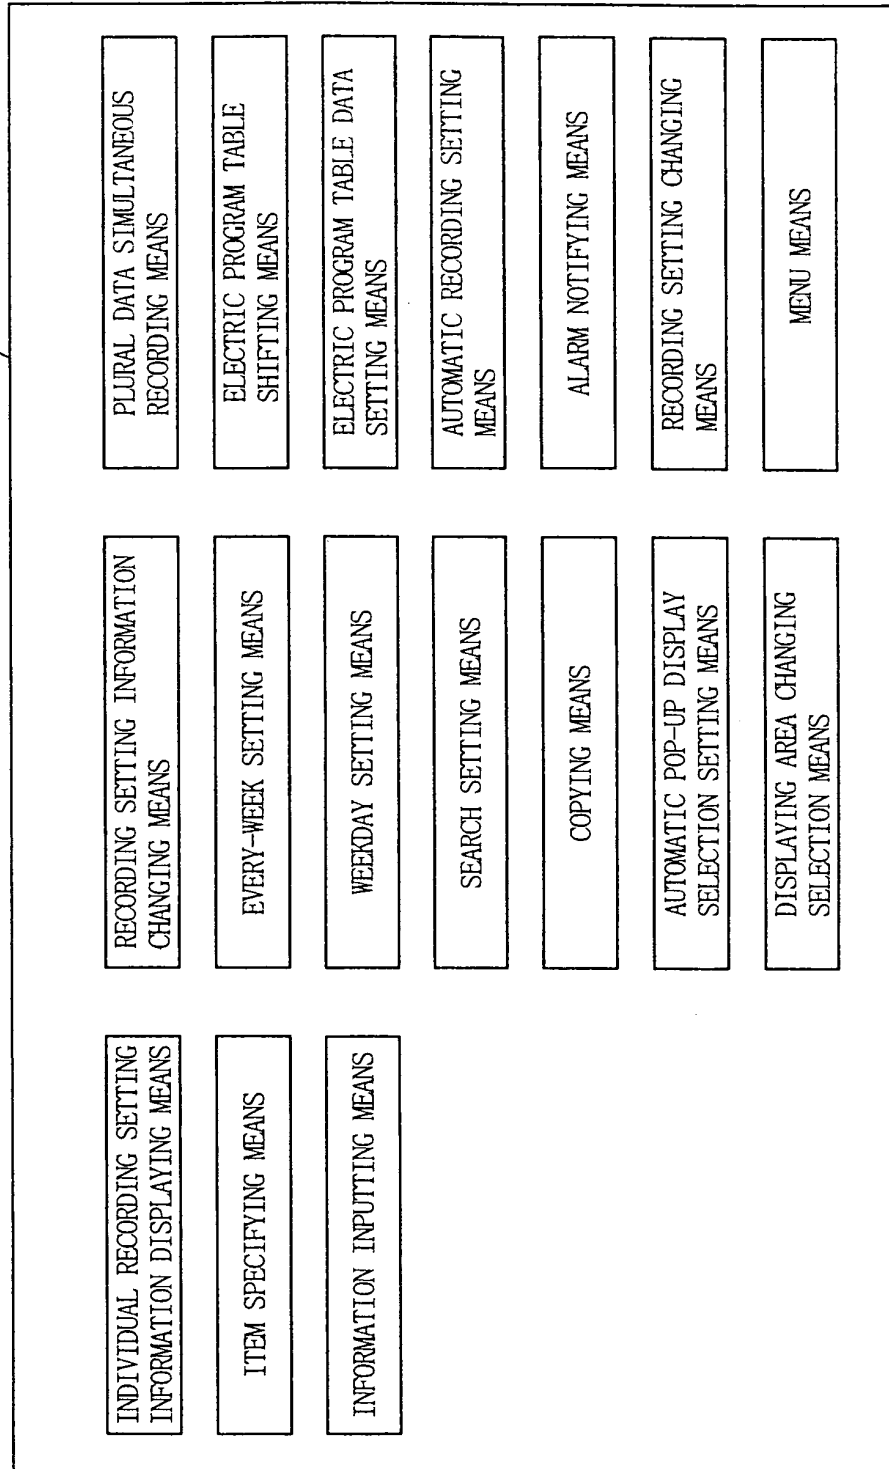 INDIVIDUAL RECORDING SETTING
INFORMATION DISPLAYING MEANS
ITEM SPECIFYING MEANS
INFORMATION INPUTTING MEANS
RECORDING SETTING INFORMATION
CHANGING MEANS
EVERY-WEEK SETTING MEANS
WEEKDAY SETTING MEANS
SEARCH SETTING MEANS
COPYING MEANS
AUTOMATIC POP-UP DISPLAY
SELECTION SETTING MEANS
DISPLAYING AREA CHANGING
SELECTION MEANS
PLURAL DATA SIMULTANEOUS
RECORDING MEANS
ELECTRIC PROGRAM TABLE
SHIFTING MEANS
ELECTRIC PROGRAM TABLE DATA
SETTING MEANS
AUTOMATIC RECORDING SETTING
MEANS
ALARM NOTIFYING MEANS
RECORDING SETTING CHANGING
MEANS
MENU MEANS